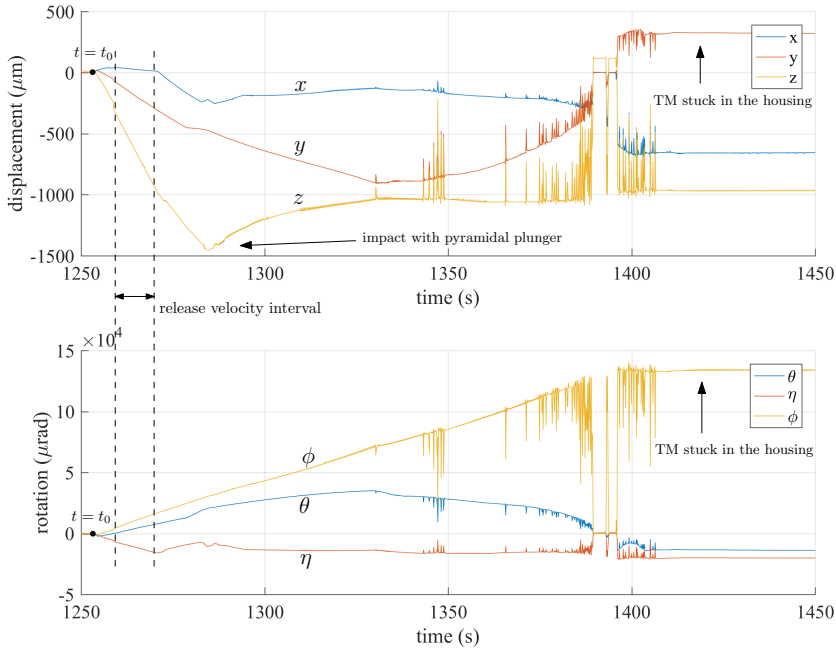 500
0
-500
-1000
-1500
displacement (μm)
t = t₀
x
y
z
x
y
z
TM stuck in the housing
impact with pyramidal plunger
1250
1300
1350
1400
1450
time (s)
release velocity interval
×10⁴
15
10
5
0
-5
rotation (μrad)
t = t₀
ϕ
θ
η
θ
η
ϕ
TM stuck in the housing
1250
1300
1350
1400
1450
time (s)